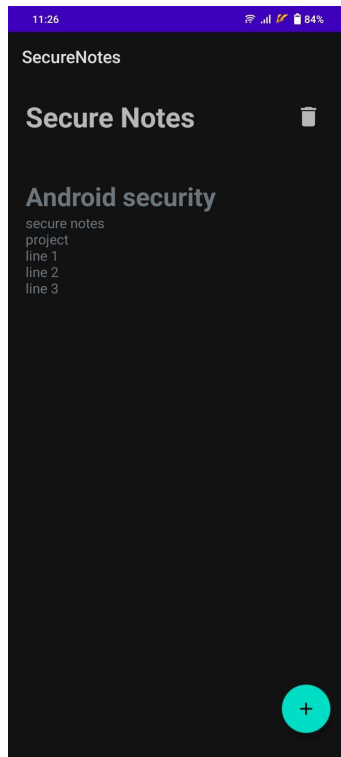 11:26
84%
SecureNotes
Secure Notes
Android security
secure notes
project
line 1
line 2
line 3
+